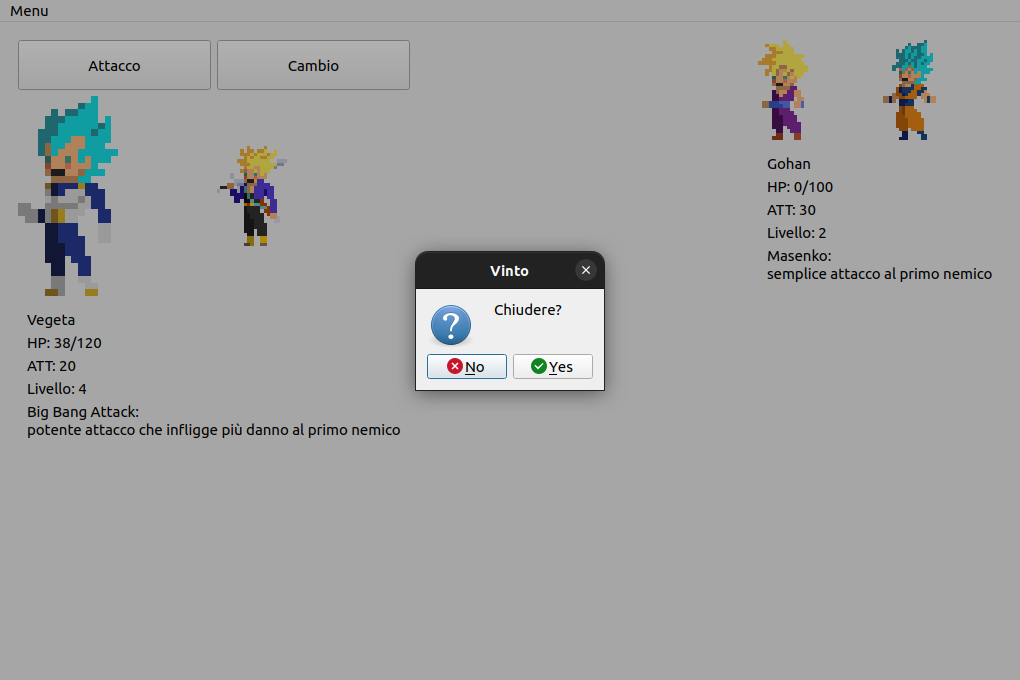 Menu
Attacco
Cambio
Vegeta
HP: 38/120
ATT: 20
Livello: 4
Big Bang Attack:
potente attacco che infligge più danno al primo nemico
Gohan
HP: 0/100
ATT: 30
Livello: 2
Masenko:
semplice attacco al primo nemico
Vinto
Chiudere?
No
Yes